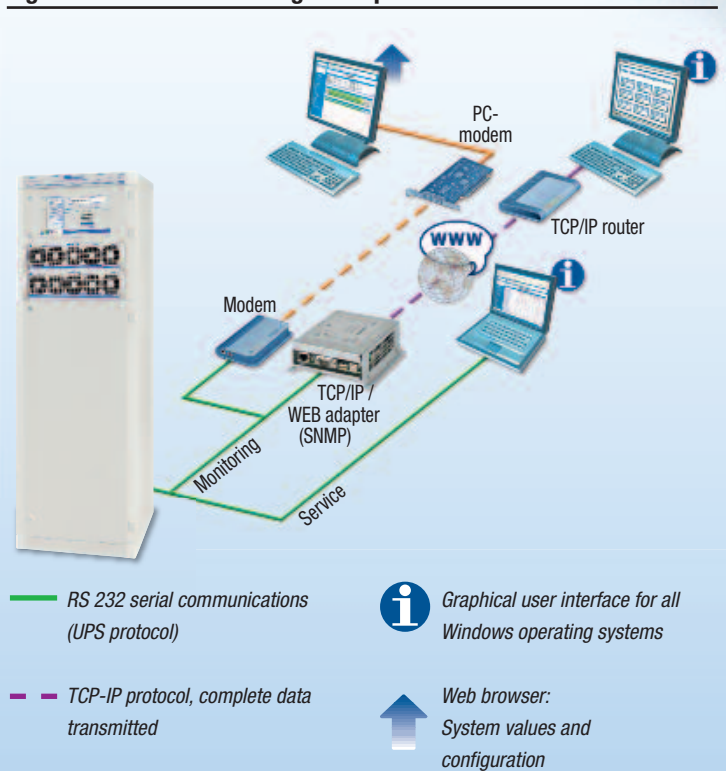 PC-
modem
TCP/IP router
www
Modem
TCP/IP /
WEB adapter
(SNMP)
Monitoring
Service
RS 232 serial communications
(UPS protocol)
Graphical user interface for all
Windows operating systems
TCP-IP protocol, complete data
transmitted
Web browser:
System values and
configuration